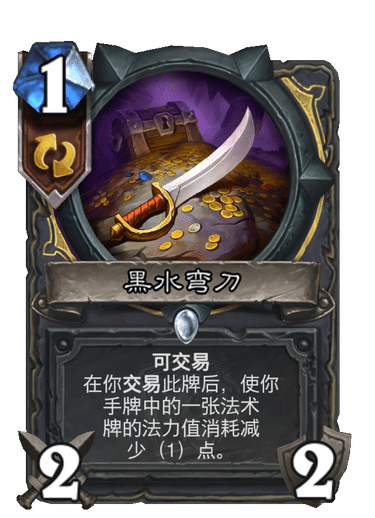 1
黑水弯刀
可交易
在你交易此牌后，使你
手牌中的一张法术
牌的法力值消耗减
少（1）点。
2
2